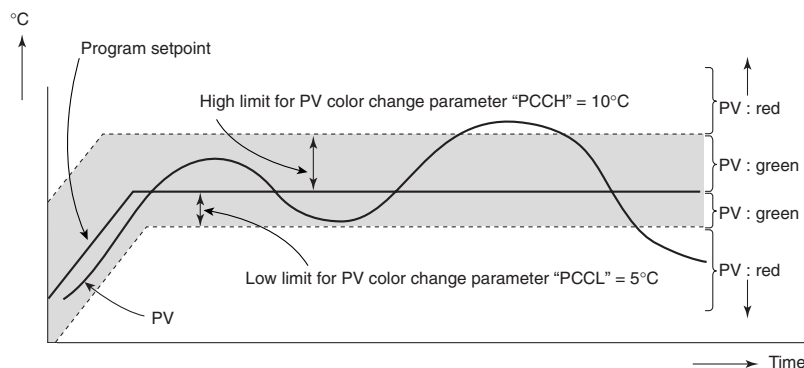 °C
Program setpoint
High limit for PV color change parameter “PCCH” = 10°C
PV : red
PV : green
PV : green
Low limit for PV color change parameter “PCCL” = 5°C
PV : red
PV
Time